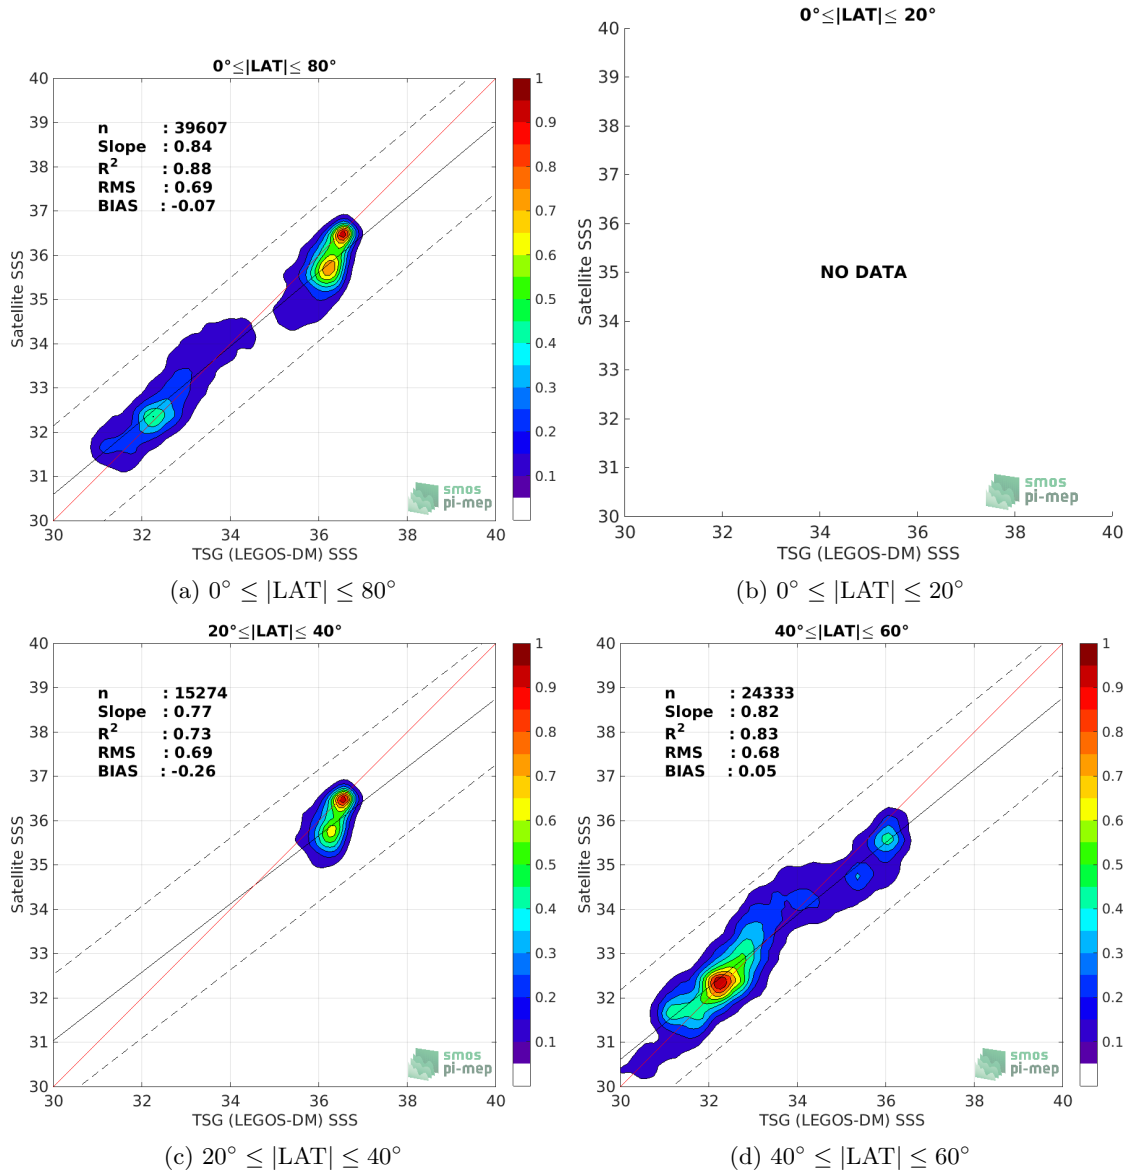 0°≤|LAT|≤ 80°
40
39
38
37
36
35
34
33
32
31
30
30 32 34 36 38 40
n : 39607
Slope : 0.84
R² : 0.88
RMS : 0.69
BIAS : -0.07
Satellite SSS
TSG (LEGOS-DM) SSS
smos
pi-mep
1
0.9
0.8
0.7
0.6
0.5
0.4
0.3
0.2
0.1
(a) 0° ≤ |LAT| ≤ 80°
0°≤|LAT|≤ 20°
40
39
38
37
36
35
34
33
32
31
30
30 32 34 36 38 40
NO DATA
Satellite SSS
TSG (LEGOS-DM) SSS
smos
pi-mep
(b) 0° ≤ |LAT| ≤ 20°
20°≤|LAT|≤ 40°
40
39
38
37
36
35
34
33
32
31
30
30 32 34 36 38 40
n : 15274
Slope : 0.77
R² : 0.73
RMS : 0.69
BIAS : -0.26
Satellite SSS
TSG (LEGOS-DM) SSS
smos
pi-mep
1
0.9
0.8
0.7
0.6
0.5
0.4
0.3
0.2
0.1
(c) 20° ≤ |LAT| ≤ 40°
40°≤|LAT|≤ 60°
40
39
38
37
36
35
34
33
32
31
30
30 32 34 36 38 40
n : 24333
Slope : 0.82
R² : 0.83
RMS : 0.68
BIAS : 0.05
Satellite SSS
TSG (LEGOS-DM) SSS
smos
pi-mep
1
0.9
0.8
0.7
0.6
0.5
0.4
0.3
0.2
0.1
(d) 40° ≤ |LAT| ≤ 60°